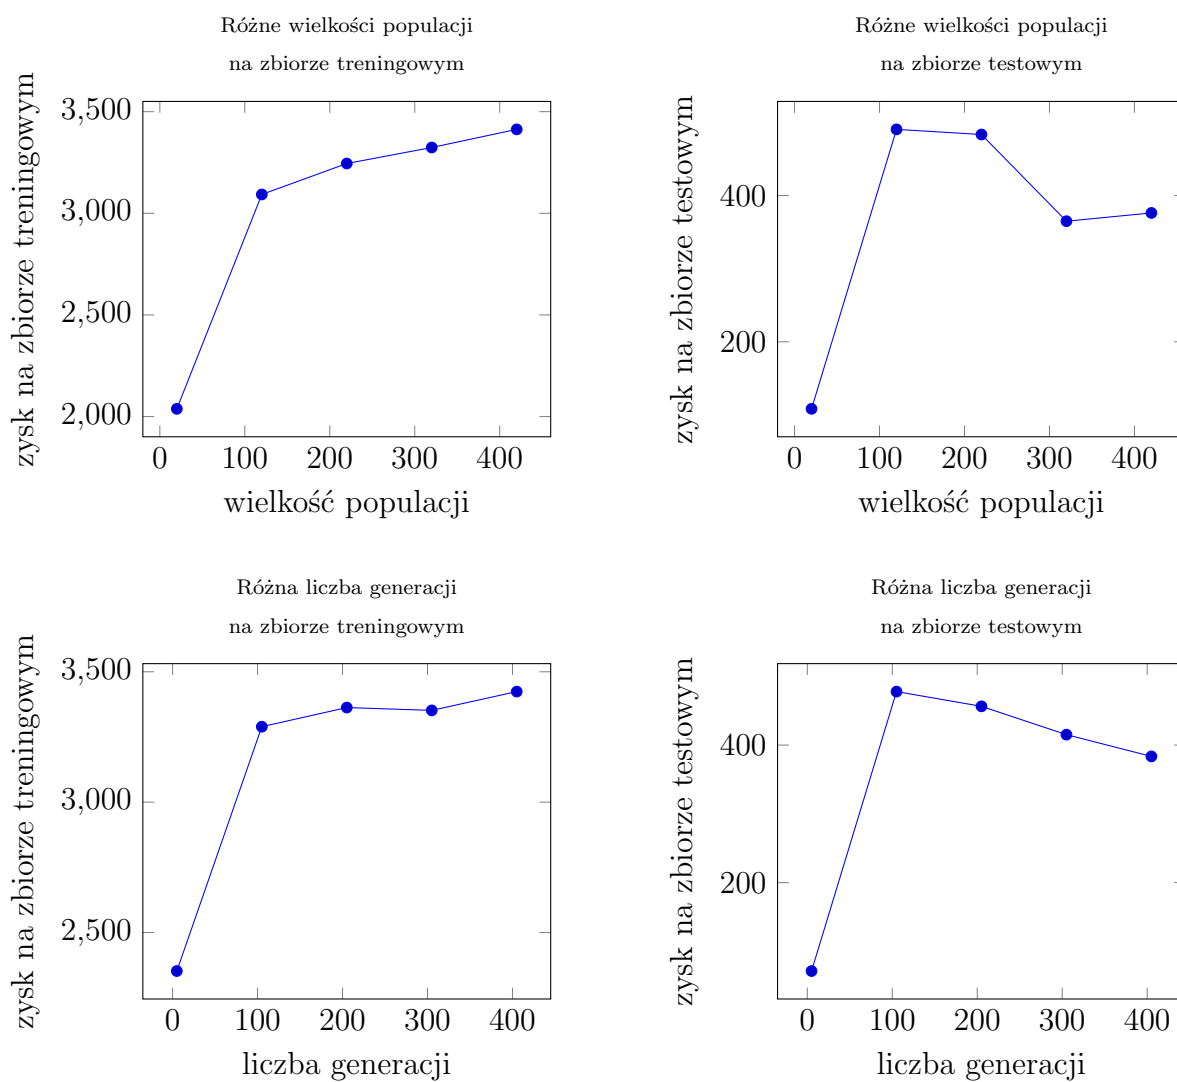 Różne wielkości populacji
na zbiorze treningowym
zysk na zbiorze treningowym
3,500
3,000
2,500
2,000
0 100 200 300 400
wielkość populacji
Różne wielkości populacji
na zbiorze testowym
zysk na zbiorze testowym
400
200
0 100 200 300 400
wielkość populacji
Różna liczba generacji
na zbiorze treningowym
zysk na zbiorze treningowym
3,500
3,000
2,500
0 100 200 300 400
liczba generacji
Różna liczba generacji
na zbiorze testowym
zysk na zbiorze testowym
400
200
0 100 200 300 400
liczba generacji